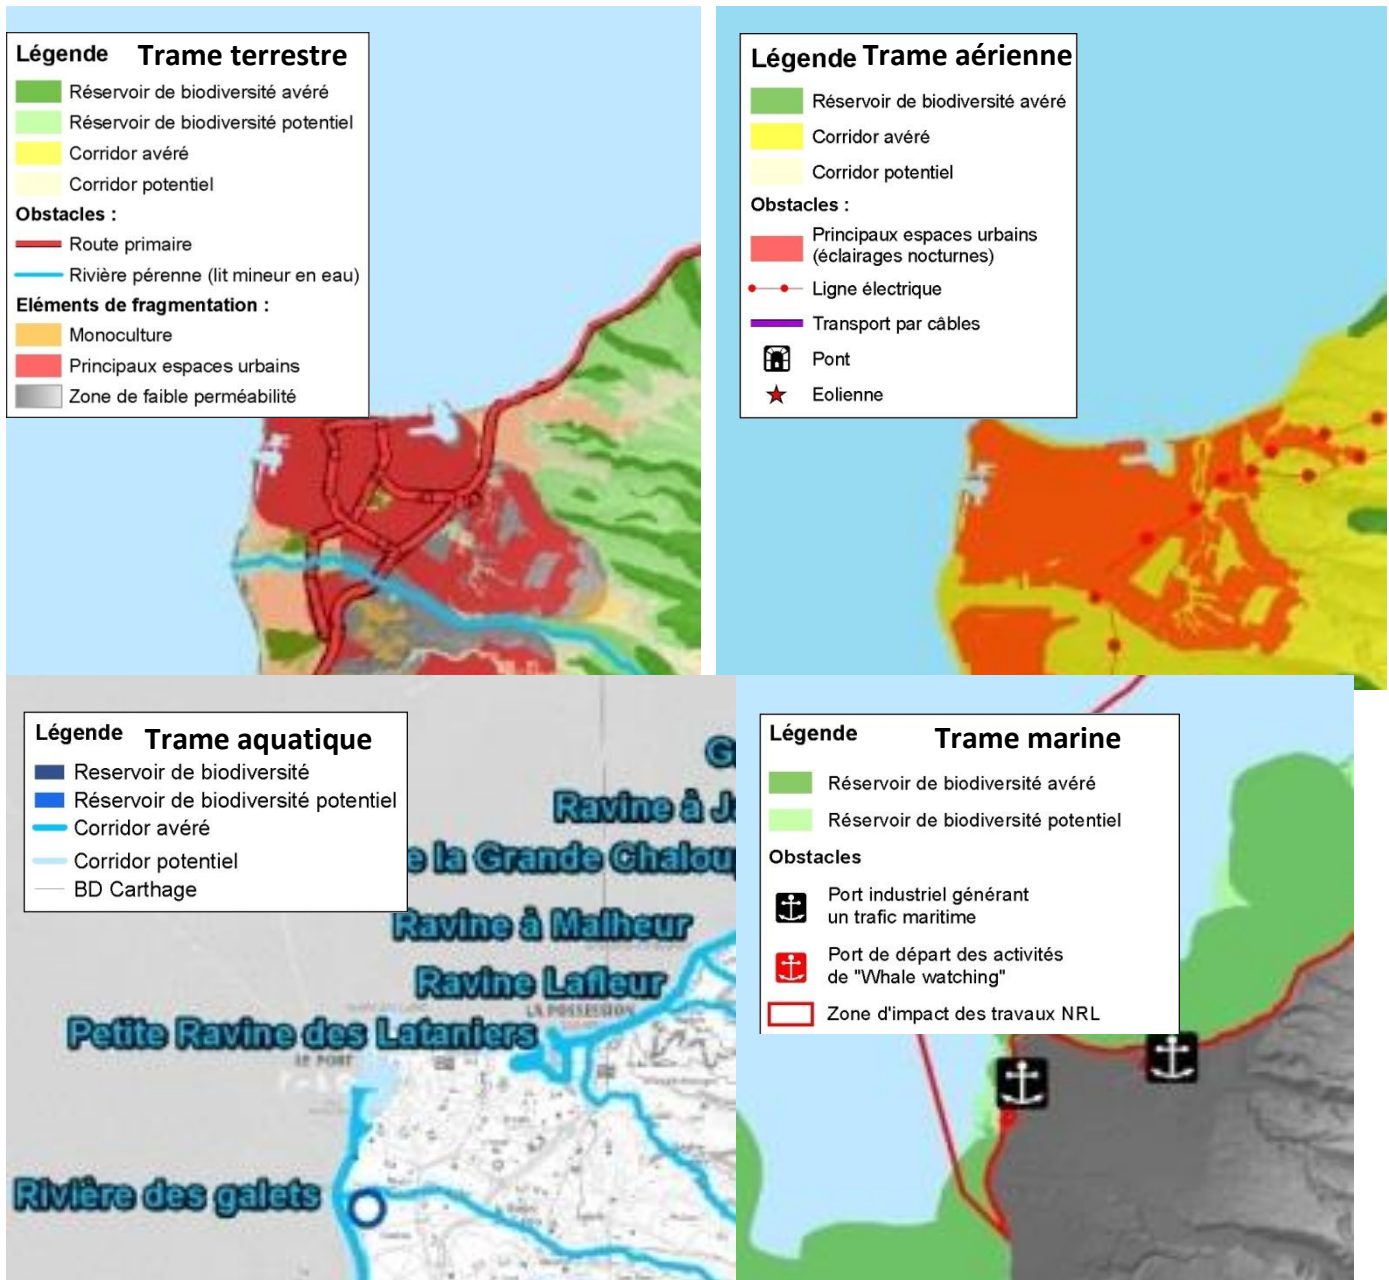 Légende Trame terrestre
Réservoir de biodiversité avéré
Réservoir de biodiversité potentiel
Corridor avéré
Corridor potentiel
Obstacles :
Route primaire
Rivière pérenne (lit mineur en eau)
Eléments de fragmentation :
Monoculture
Principaux espaces urbains
Zone de faible perméabilité
Légende Trame aérienne
Réservoir de biodiversité avéré
Corridor avéré
Corridor potentiel
Obstacles :
Principaux espaces urbains
(éclairages nocturnes)
Ligne électrique
Transport par câbles
Pont
Eolienne
Légende Trame aquatique
Reservoir de biodiversité
Réservoir de biodiversité potentiel
Corridor avéré
Corridor potentiel
BD Carthage
Ravine à
la Grande
Ravine à Malheur
Ravine Lafleur
LA POSSESSION
Petite Ravine des Lataniers
LE PORT
Rivière des galets
Légende Trame marine
Réservoir de biodiversité avéré
Réservoir de biodiversité potentiel
Obstacles
Port industriel générant
un trafic maritime
Port de départ des activités
de "Whale watching"
Zone d'impact des travaux NRL